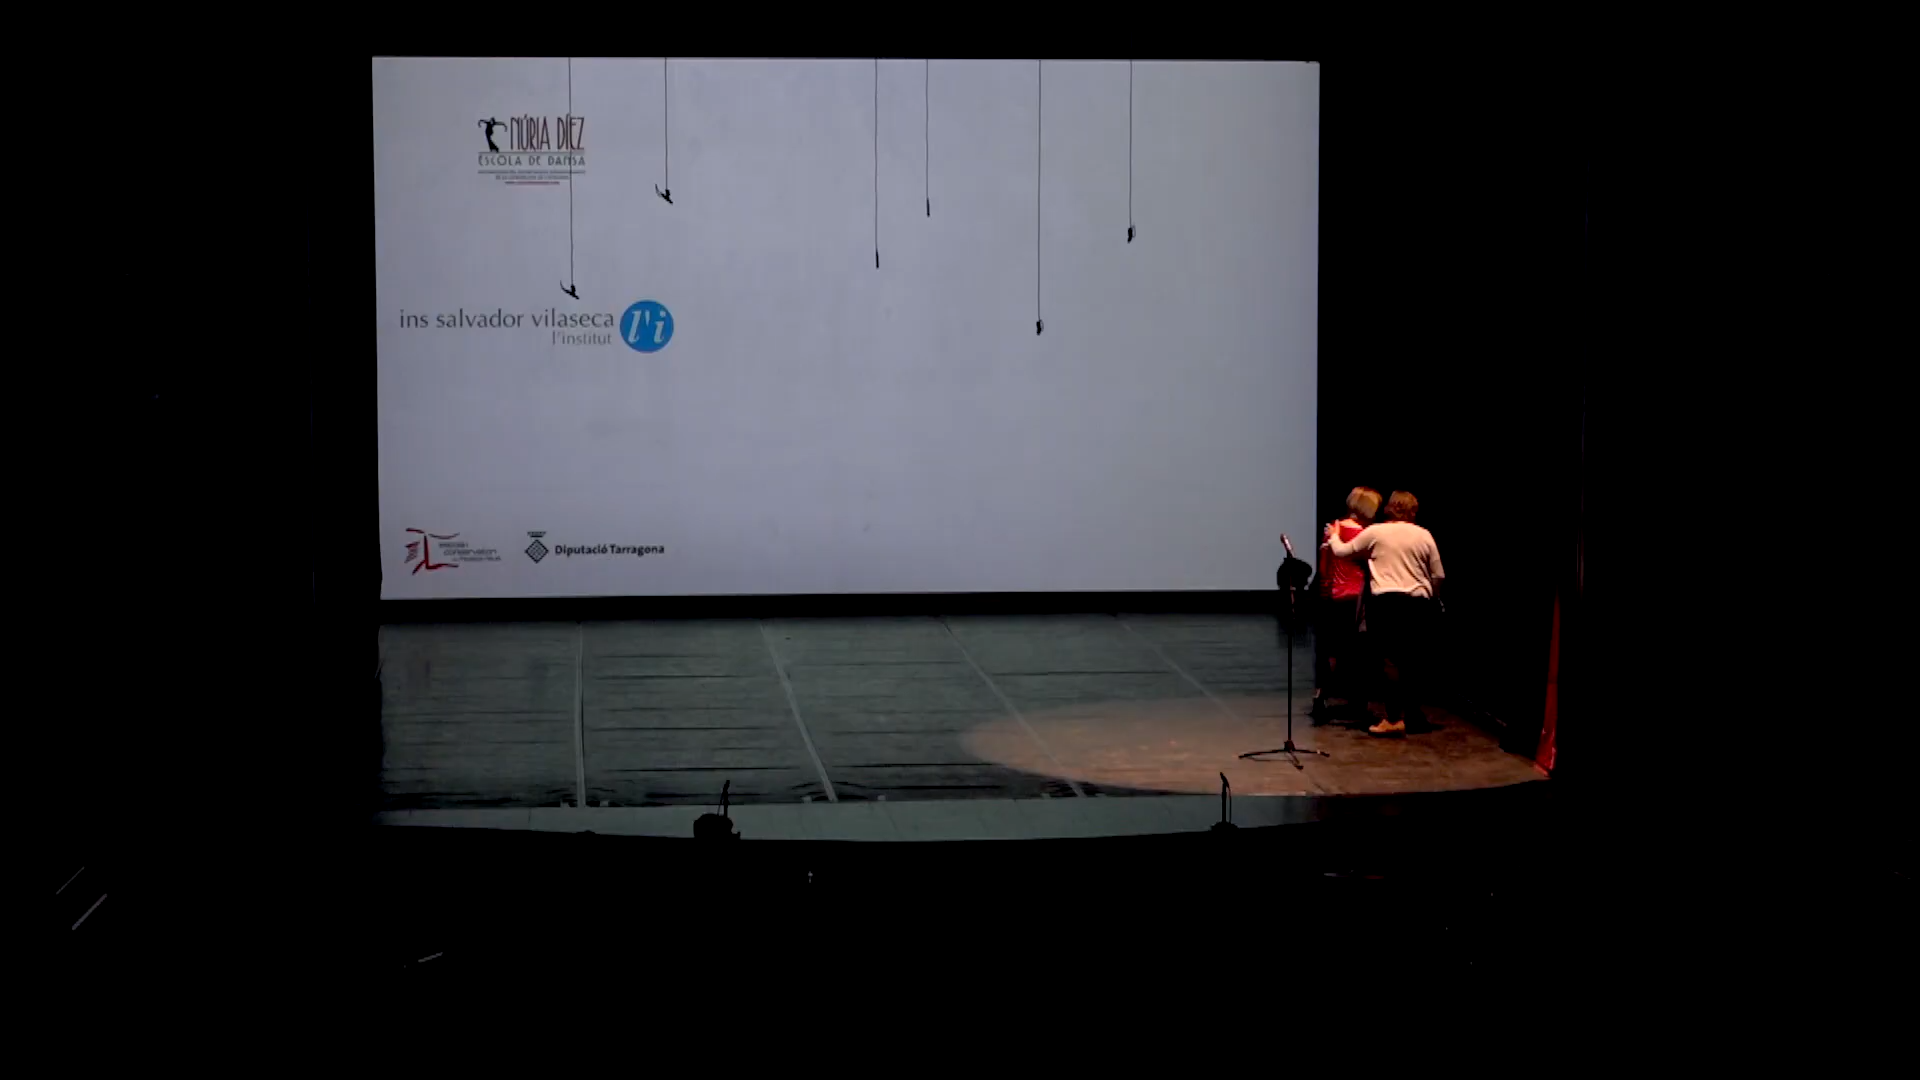 NÚRIA DÍEZ
ESCOLA DE DANSA
ins salvador vilaseca
l'institut
l'i
Diputació Tarragona